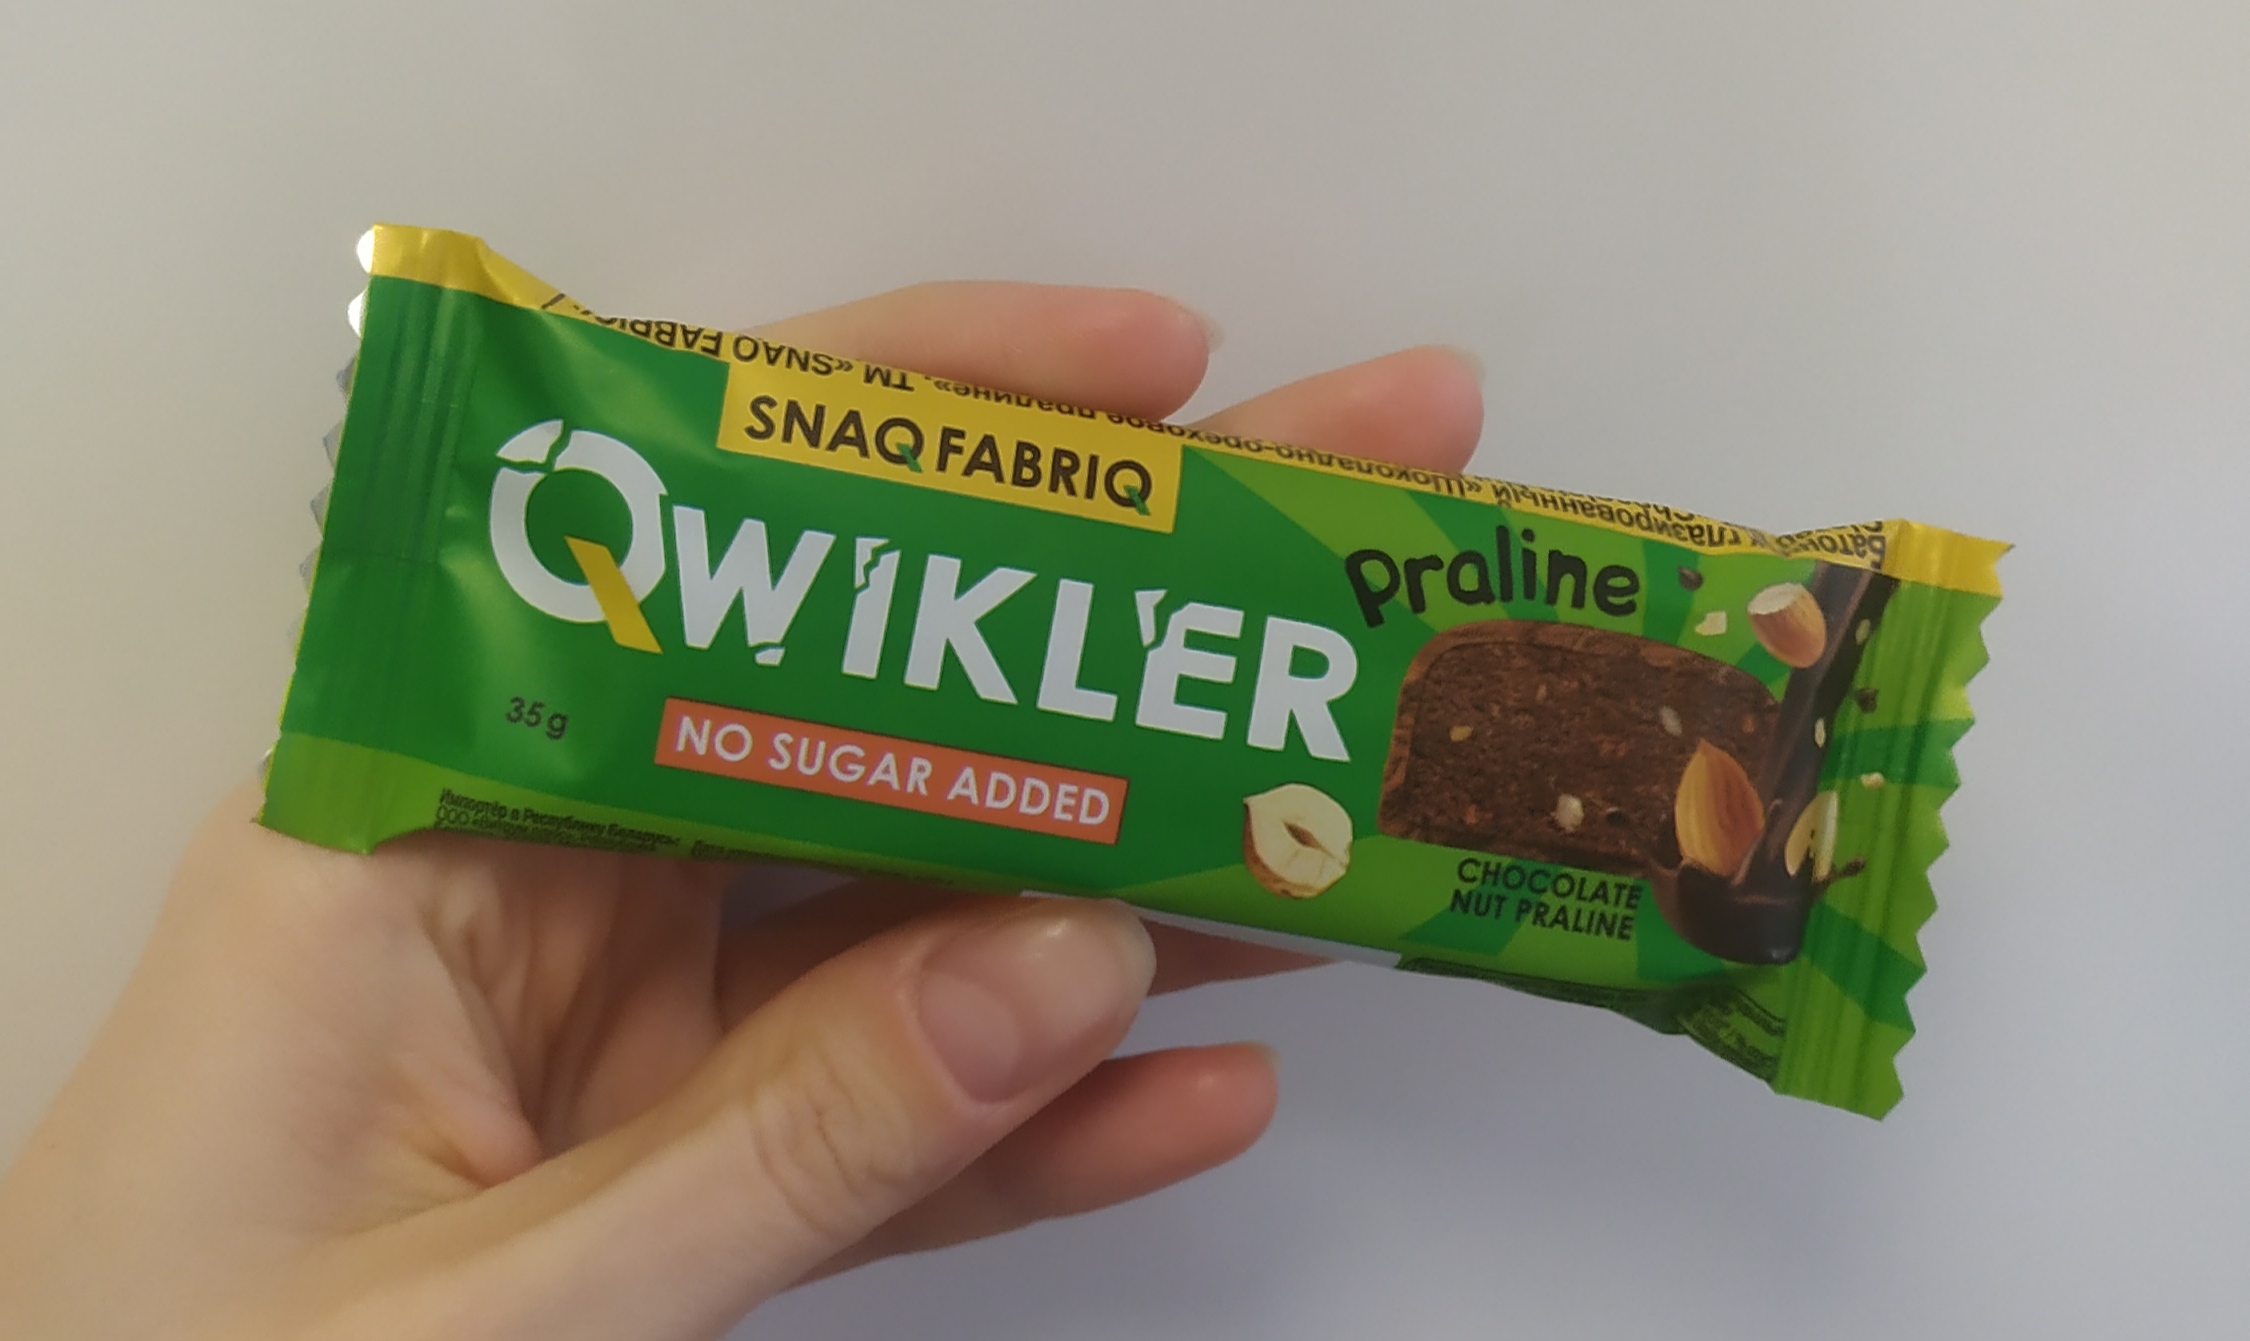 SNAQ FABRIQ
QWIKLER
praline
35g
NO SUGAR ADDED
CHOCOLATE
NUT PRALINE
глазированный «Шоколадно-ореховое пралине». ТМ «SNAQ FABRIQ» /
Импортёр в Республику Беларусь:
ООО